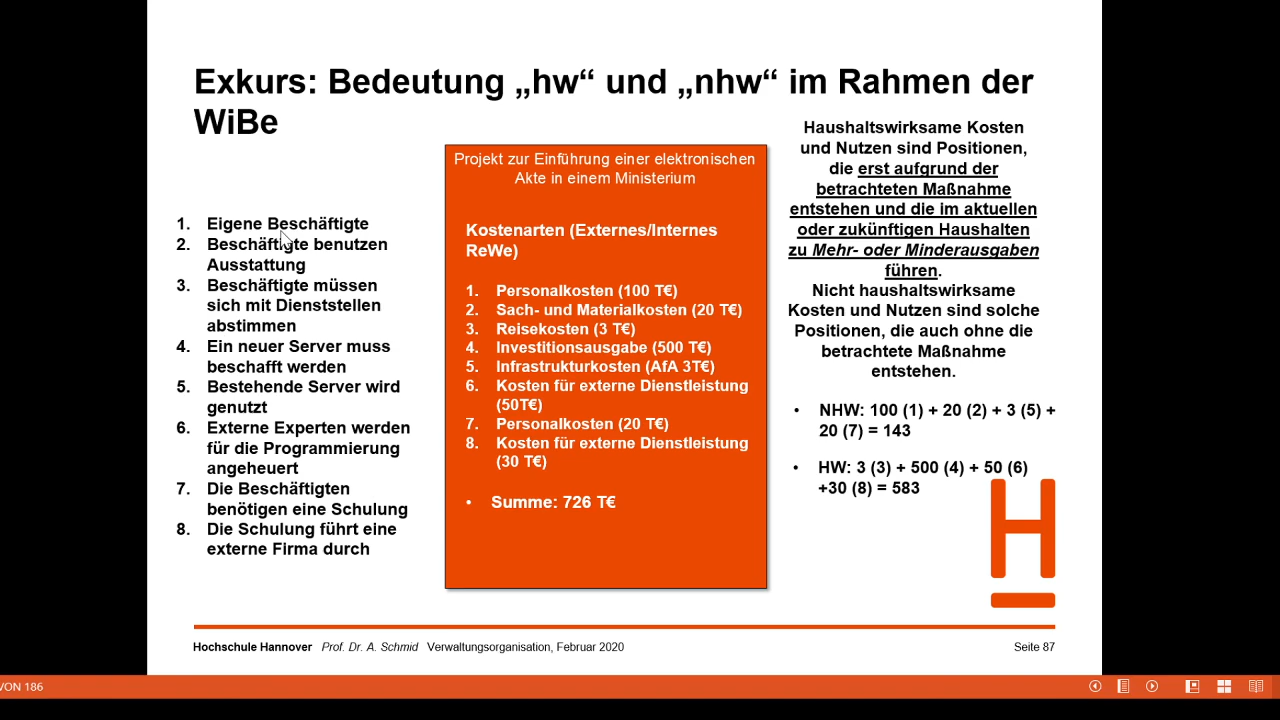 Exkurs: Bedeutung „hw“ und „nhw“ im Rahmen der
WiBe
1. Eigene Beschäftigte
2. Beschäftigte benutzen
Ausstattung
3. Beschäftigte müssen
sich mit Dienststellen
abstimmen
4. Ein neuer Server muss
beschafft werden
5. Bestehende Server wird
genutzt
6. Externe Experten werden
für die Programmierung
angeheuert
7. Die Beschäftigten
benötigen eine Schulung
8. Die Schulung führt eine
externe Firma durch
Projekt zur Einführung einer elektronischen
Akte in einem Ministerium
Kostenarten (Externes/Internes
ReWe)
1. Personalkosten (100 T€)
2. Sach- und Materialkosten (20 T€)
3. Reisekosten (3 T€)
4. Investitionsausgabe (500 T€)
5. Infrastrukturkosten (AfA 3T€)
6. Kosten für externe Dienstleistung
(50T€)
7. Personalkosten (20 T€)
8. Kosten für externe Dienstleistung
(30 T€)
• Summe: 726 T€
Haushaltswirksame Kosten
und Nutzen sind Positionen,
die erst aufgrund der
betrachteten Maßnahme
entstehen und die im aktuellen
oder zukünftigen Haushalten
zu Mehr- oder Minderausgaben
führen.
Nicht haushaltswirksame
Kosten und Nutzen sind solche
Positionen, die auch ohne die
betrachtete Maßnahme
entstehen.
• NHW: 100 (1) + 20 (2) + 3 (5) +
20 (7) = 143
• HW: 3 (3) + 500 (4) + 50 (6)
+30 (8) = 583
H
Hochschule Hannover Prof. Dr. A. Schmid Verwaltungsorganisation, Februar 2020
Seite 87
VON 186